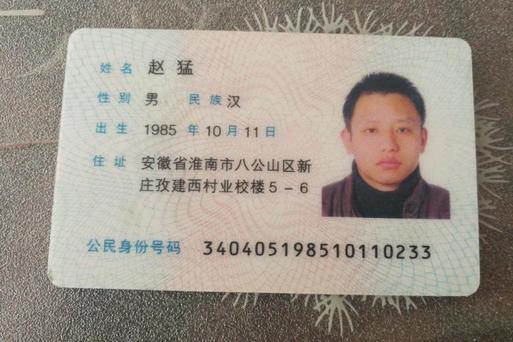 姓名 赵猛
性别 男 民族 汉
出生 1985 年 10 月 11 日
住址 安徽省淮南市八公山区新
庄孜建西村业校楼5-6
公民身份号码 340405198510110233